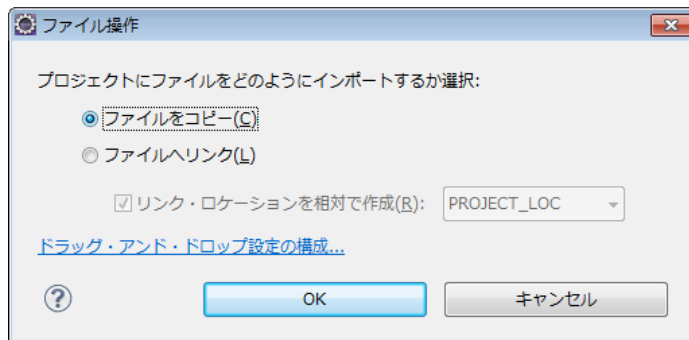 ファイル操作
プロジェクトにファイルをどのようにインポートするか選択:
ファイルをコピー(C)
ファイルへリンク(L)
リンク・ロケーションを相対で作成(R): PROJECT_LOC
ドラッグ・アンド・ドロップ設定の構成...
? OK キャンセル